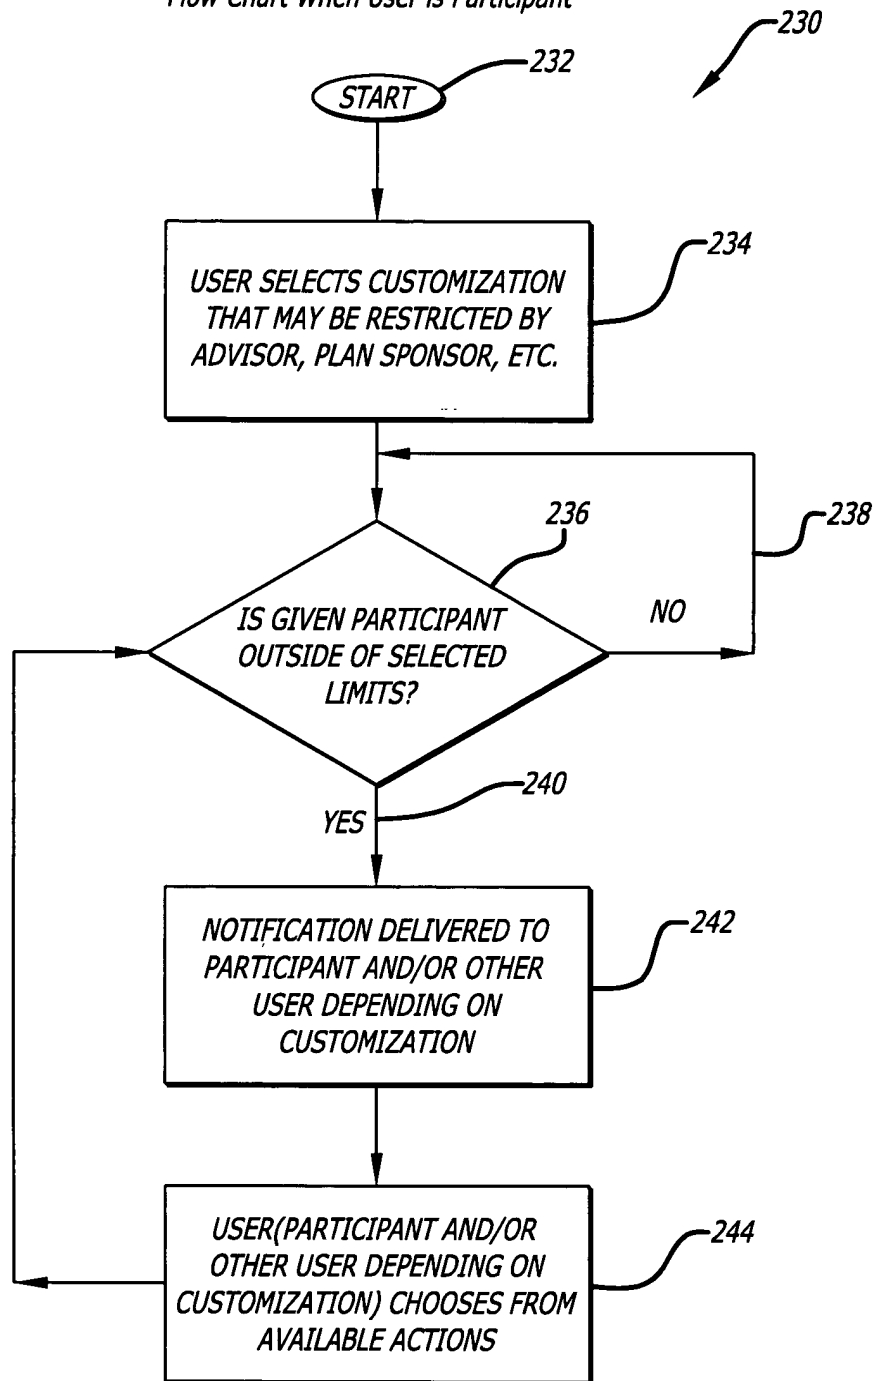 Flow Chart When User is Participant
230
232
START
234
USER SELECTS CUSTOMIZATION
THAT MAY BE RESTRICTED BY
ADVISOR, PLAN SPONSOR, ETC.
236
238
IS GIVEN PARTICIPANT
OUTSIDE OF SELECTED
LIMITS?
NO
240
YES
242
NOTIFICATION DELIVERED TO
PARTICIPANT AND/OR OTHER
USER DEPENDING ON
CUSTOMIZATION
244
USER(PARTICIPANT AND/OR
OTHER USER DEPENDING ON
CUSTOMIZATION) CHOOSES FROM
AVAILABLE ACTIONS